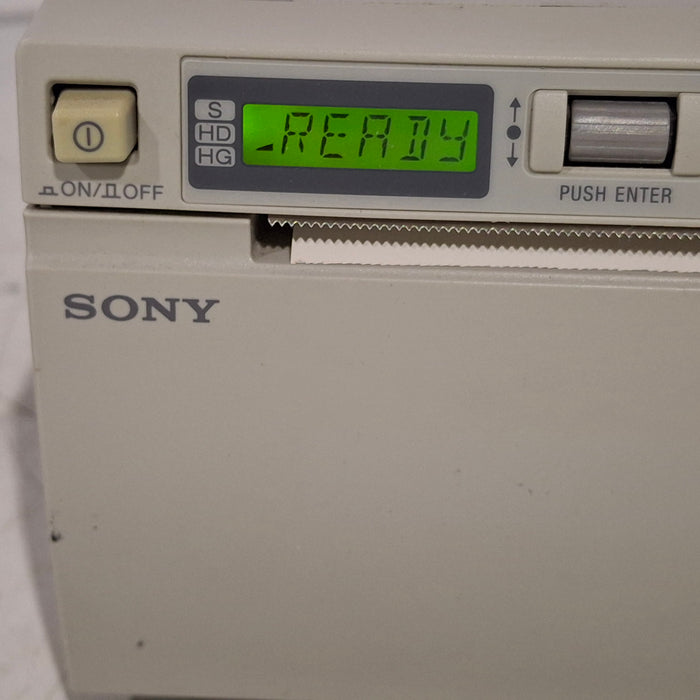 S
HD
HG
READY
ON/OFF
PUSH ENTER
SONY